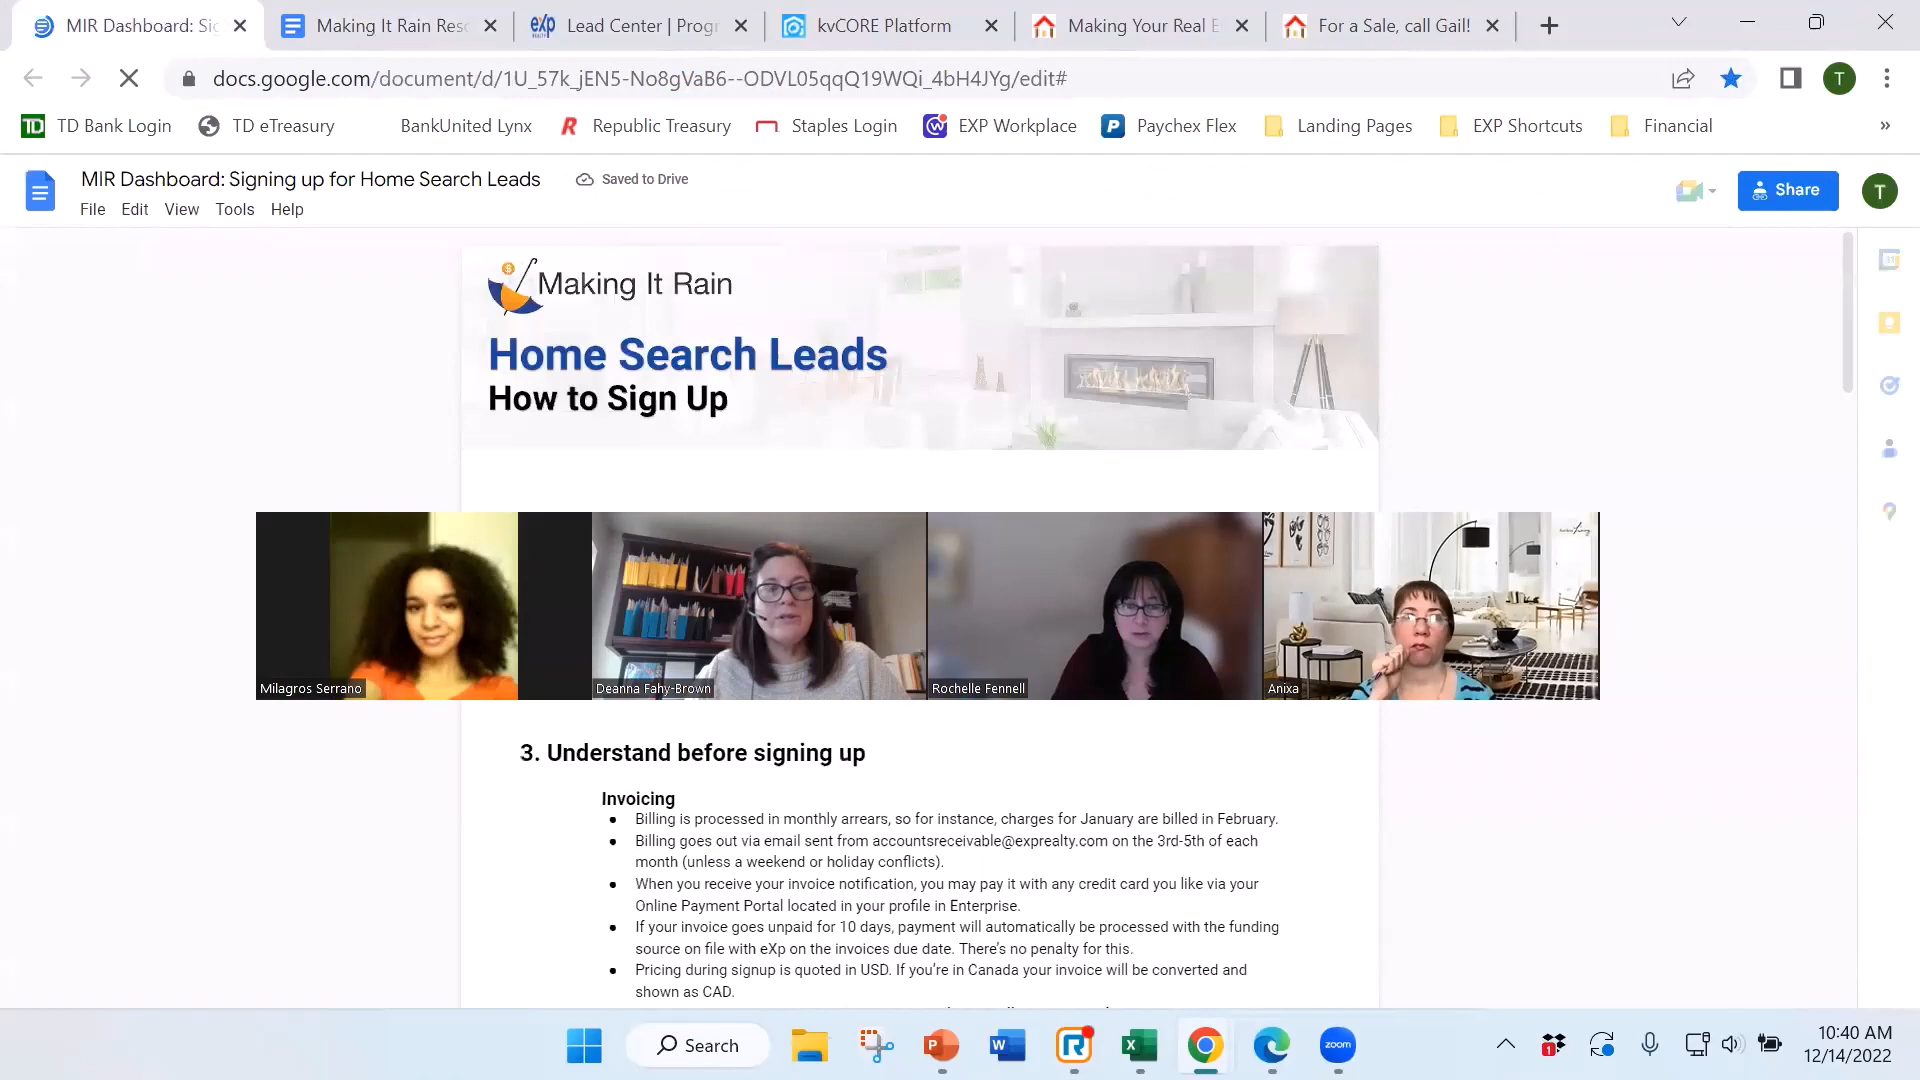 MIR Dashboard: Sig
Making It Rain Reso
exp
REALTY
Lead Center | Progr
kvCORE Platform
Making Your Real E
For a Sale, call Gail!
docs.google.com/document/d/1U_57k_jEN5-No8gVaB6--ODVL05qqQ19WQi_4bH4JYg/edit#
T
TD
TD Bank Login
TD eTreasury
BankUnited Lynx
R
Republic Treasury
Staples Login
EXP Workplace
P
Paychex Flex
Landing Pages
EXP Shortcuts
Financial
»
MIR Dashboard: Signing up for Home Search Leads
Saved to Drive
File
Edit
View
Tools
Help
Share
T
31
Making It Rain
Home Search Leads
How to Sign Up
Milagros Serrano
Deanna Fahy-Brown
Rochelle Fennell
Anixa
3. Understand before signing up
Invoicing
● Billing is processed in monthly arrears, so for instance, charges for January are billed in February.
● Billing goes out via email sent from accountsreceivable@exprealty.com on the 3rd-5th of each
month (unless a weekend or holiday conflicts).
● When you receive your invoice notification, you may pay it with any credit card you like via your
Online Payment Portal located in your profile in Enterprise.
● If your invoice goes unpaid for 10 days, payment will automatically be processed with the funding
source on file with eXp on the invoices due date. There's no penalty for this.
● Pricing during signup is quoted in USD. If you're in Canada your invoice will be converted and
shown as CAD.
Search
P
W
R
X
zoom
1
10:40 AM
12/14/2022